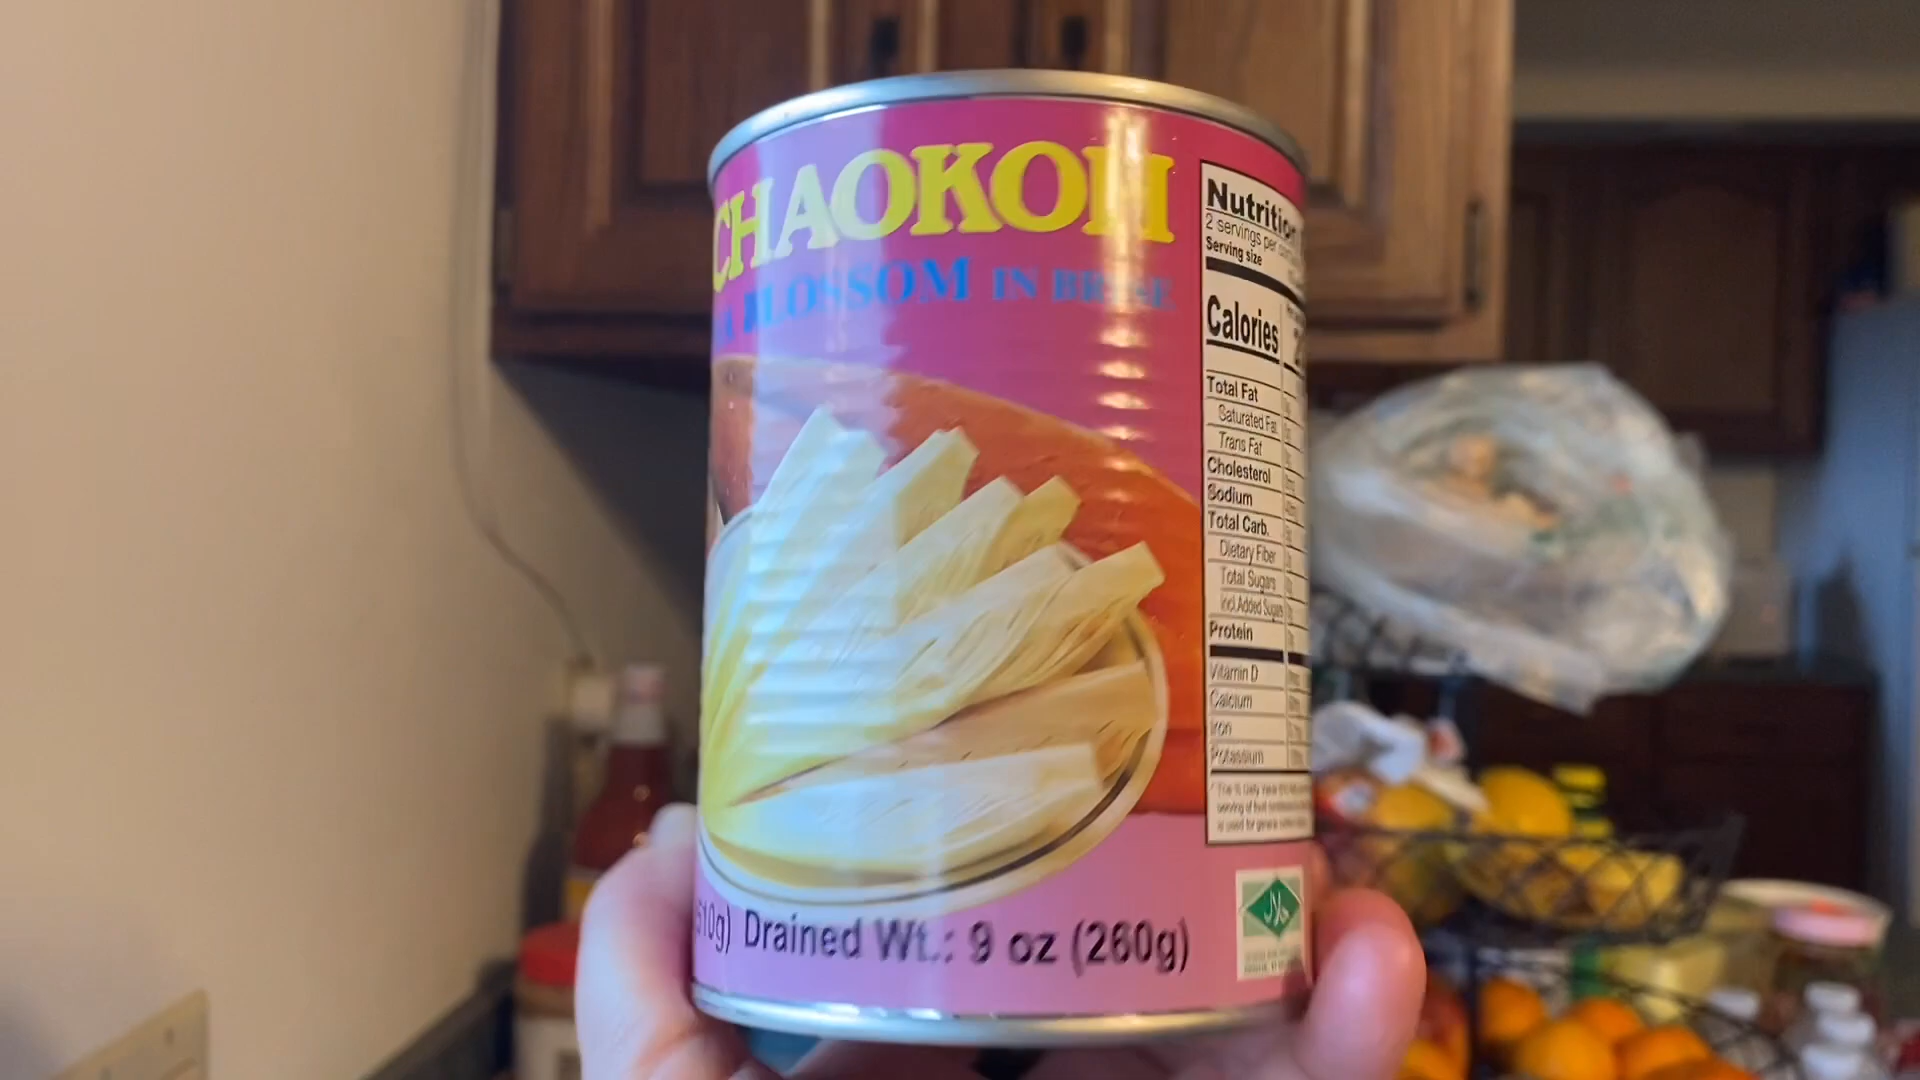 CHAOKOH
BLOSSOM IN BRINE
510g) Drained Wt.: 9 oz (260g)
Nutrition
2 servings per
Serving size
Calories
Total Fat
Saturated Fat
Trans Fat
Cholesterol
Sodium
Total Carb.
Dietary Fiber
Total Sugars
Incl. Added Sugars
Protein
Vitamin D
Calcium
Iron
Potassium